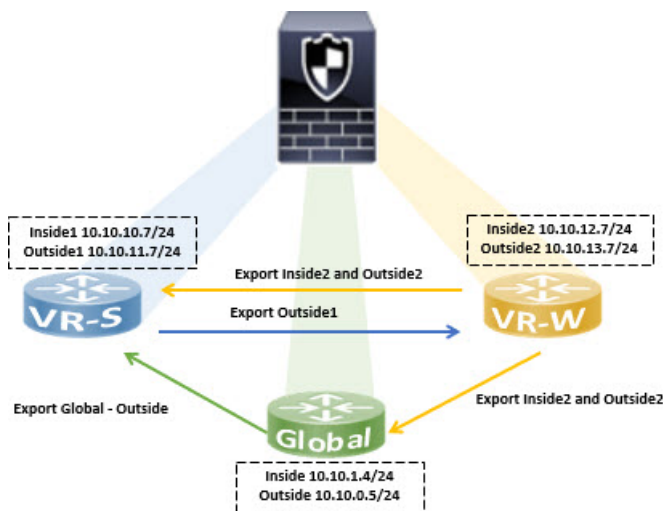 Inside1 10.10.10.7/24
Outside1 10.10.11.7/24
Inside2 10.10.12.7/24
Outside2 10.10.13.7/24
Export Inside2 and Outside2
VR-S
Export Outside1
VR-W
Export Global - Outside
Export Inside2 and Outside2
Global
Inside 10.10.1.4/24
Outside 10.10.0.5/24